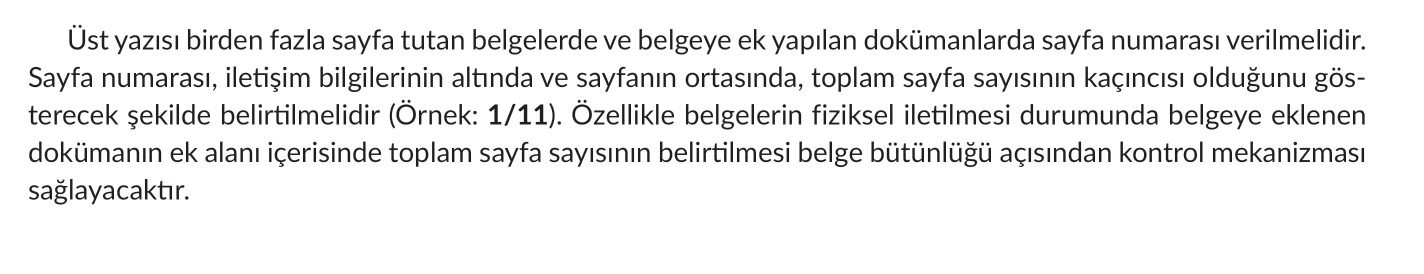 Üst yazısı birden fazla sayfa tutan belgelerde ve belgeye ek yapılan dokümanlarda sayfa numarası verilmelidir.
Sayfa numarası, iletişim bilgilerinin altında ve sayfanın ortasında, toplam sayfa sayısının kaçıncısı olduğunu gös-
terecek şekilde belirtilmelidir (Örnek: 1/11). Özellikle belgelerin fiziksel iletilmesi durumunda belgeye eklenen
dokümanın ek alanı içerisinde toplam sayfa sayısının belirtilmesi belge bütünlüğü açısından kontrol mekanizması
sağlayacaktır.